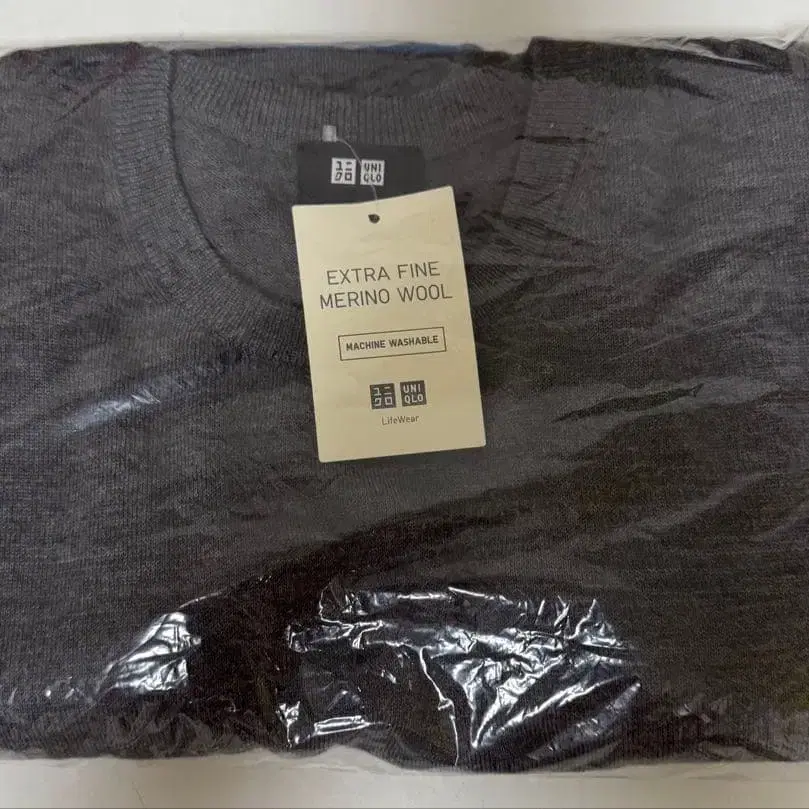 ユニ UNI
クロ QLO
EXTRA FINE
MERINO WOOL
MACHINE WASHABLE
ユニ UNI
クロ QLO
LifeWear